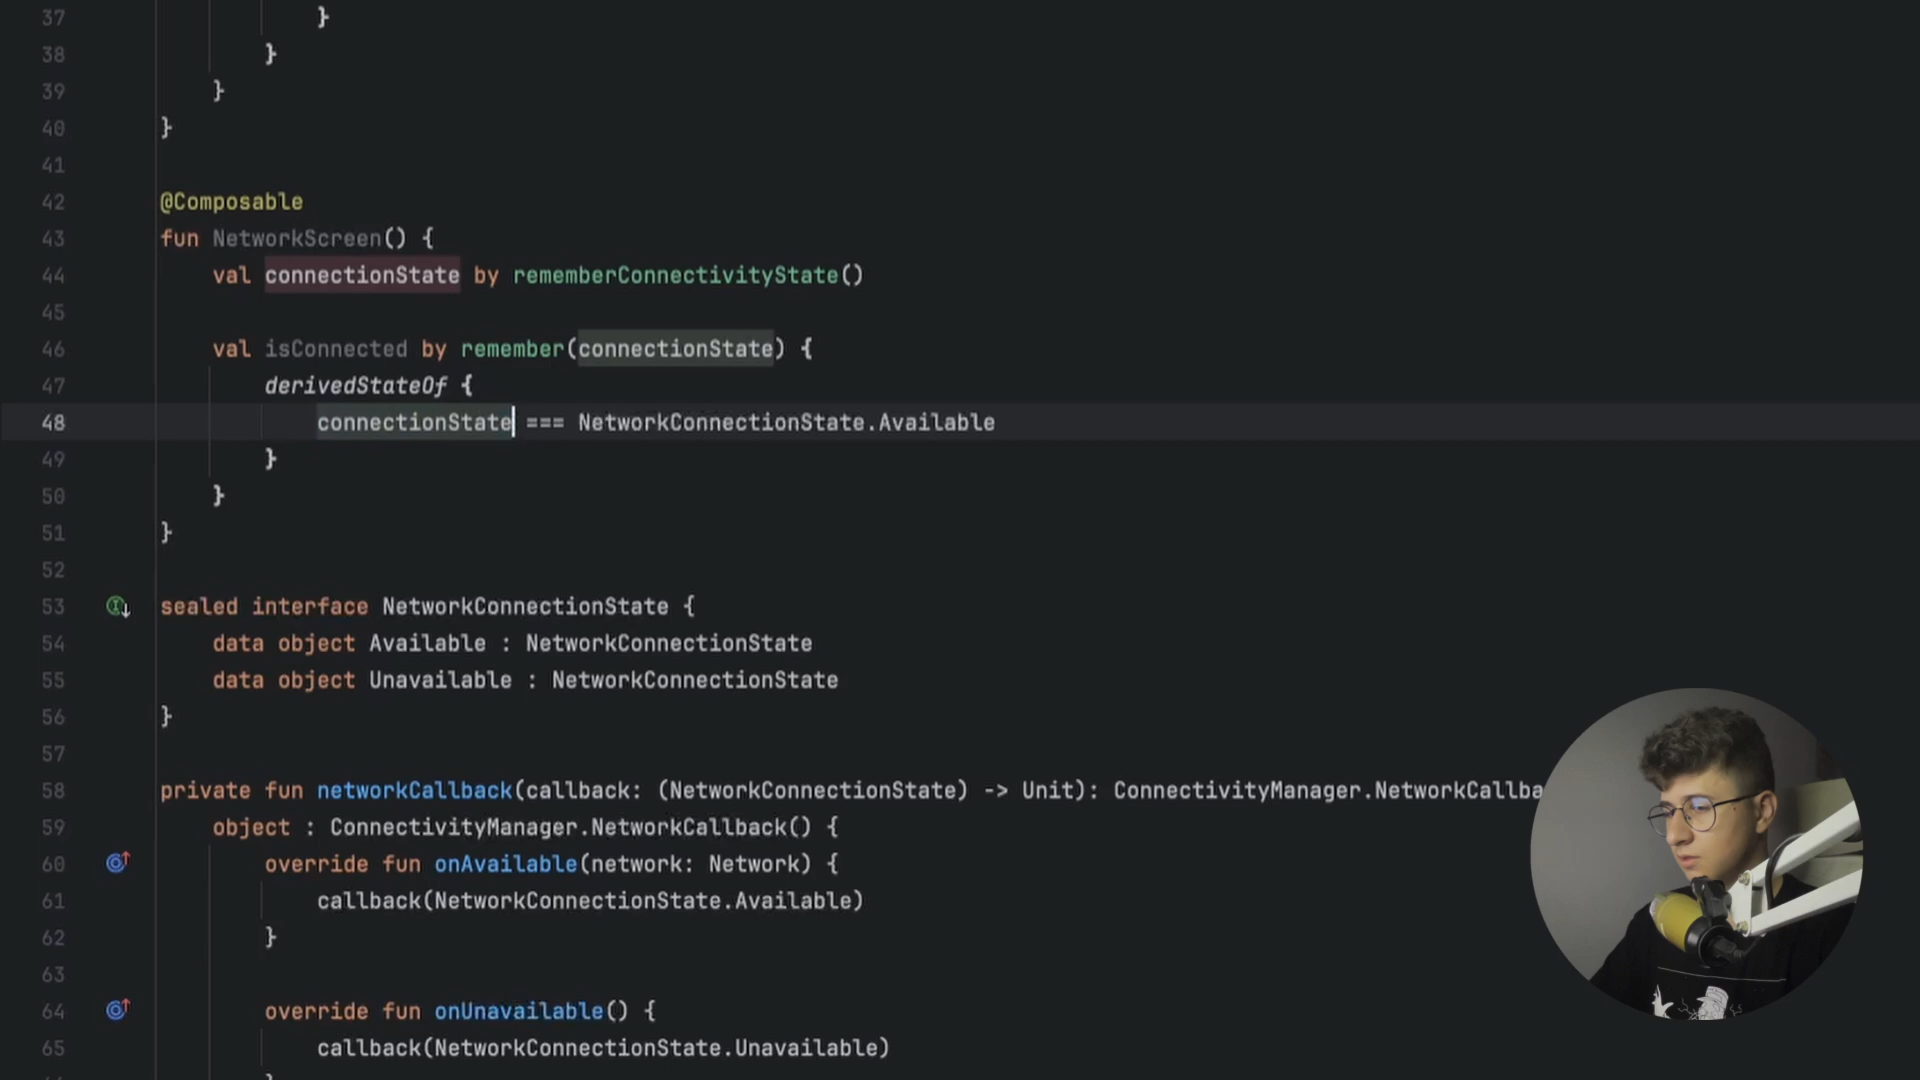 37 }
38 }
39 }
40 }
41
42 @Composable
43 fun NetworkScreen() {
44 val connectionState by rememberConnectivityState()
45
46 val isConnected by remember(connectionState) {
47 derivedStateOf {
48 connectionState === NetworkConnectionState.Available
49 }
50 }
51 }
52
53 sealed interface NetworkConnectionState {
54 data object Available : NetworkConnectionState
55 data object Unavailable : NetworkConnectionState
56 }
57
58 private fun networkCallback(callback: (NetworkConnectionState) -> Unit): ConnectivityManager.NetworkCallba
59 object : ConnectivityManager.NetworkCallback() {
60 override fun onAvailable(network: Network) {
61 callback(NetworkConnectionState.Available)
62 }
63
64 override fun onUnavailable() {
65 callback(NetworkConnectionState.Unavailable)